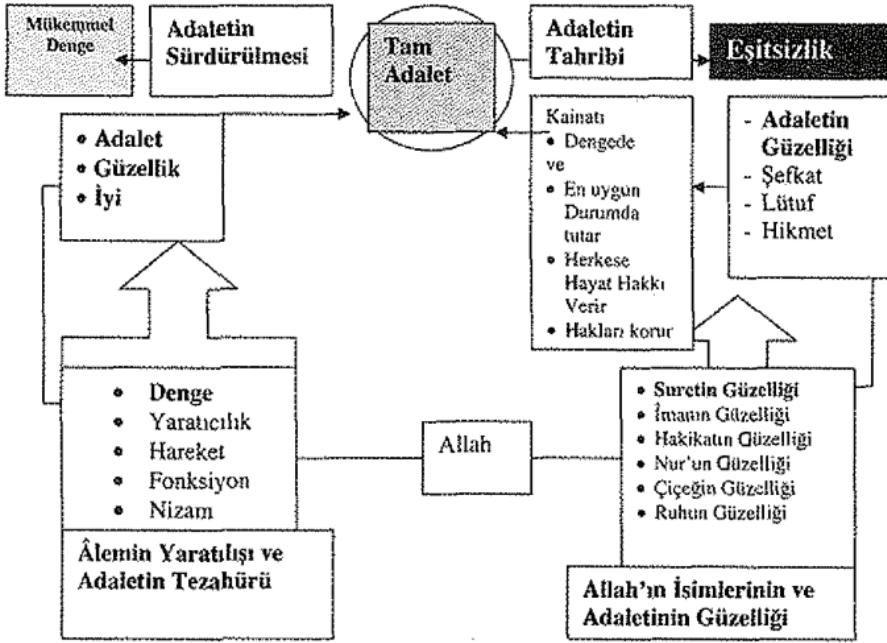 Mükemmel
Denge
Adaletin
Sürdürülmesi
Tam
Adalet
Adaletin
Tahribi
Eşitsizlik
• Adalet
• Güzellik
• İyi
Kainatı
• Dengede
ve
• En uygun
Durumda
tutar
• Herkese
Hayat Hakkı
Verir
• Hakları korur
- Adaletin
Güzelliği
- Şefkat
- Lütuf
- Hikmet
• Denge
• Yaratıcılık
• Hareket
• Fonksiyon
• Nizam
Âlemin Yaratılışı ve
Adaletin Tezahürü
Allah
• Suretin Güzelliği
• Îmanın Güzelliği
• Hakikatın Güzelliği
• Nur'un Güzelliği
• Çiçeğin Güzelliği
• Ruhun Güzelliği
Allah'ın İsimlerinin ve
Adaletinin Güzelliği